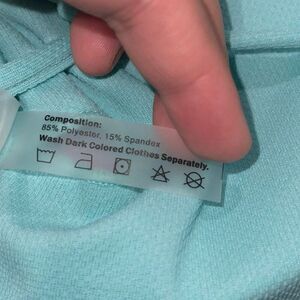 Composition:
85% Polyester, 15% Spandex
Wash Dark Colored Clothes Separately.